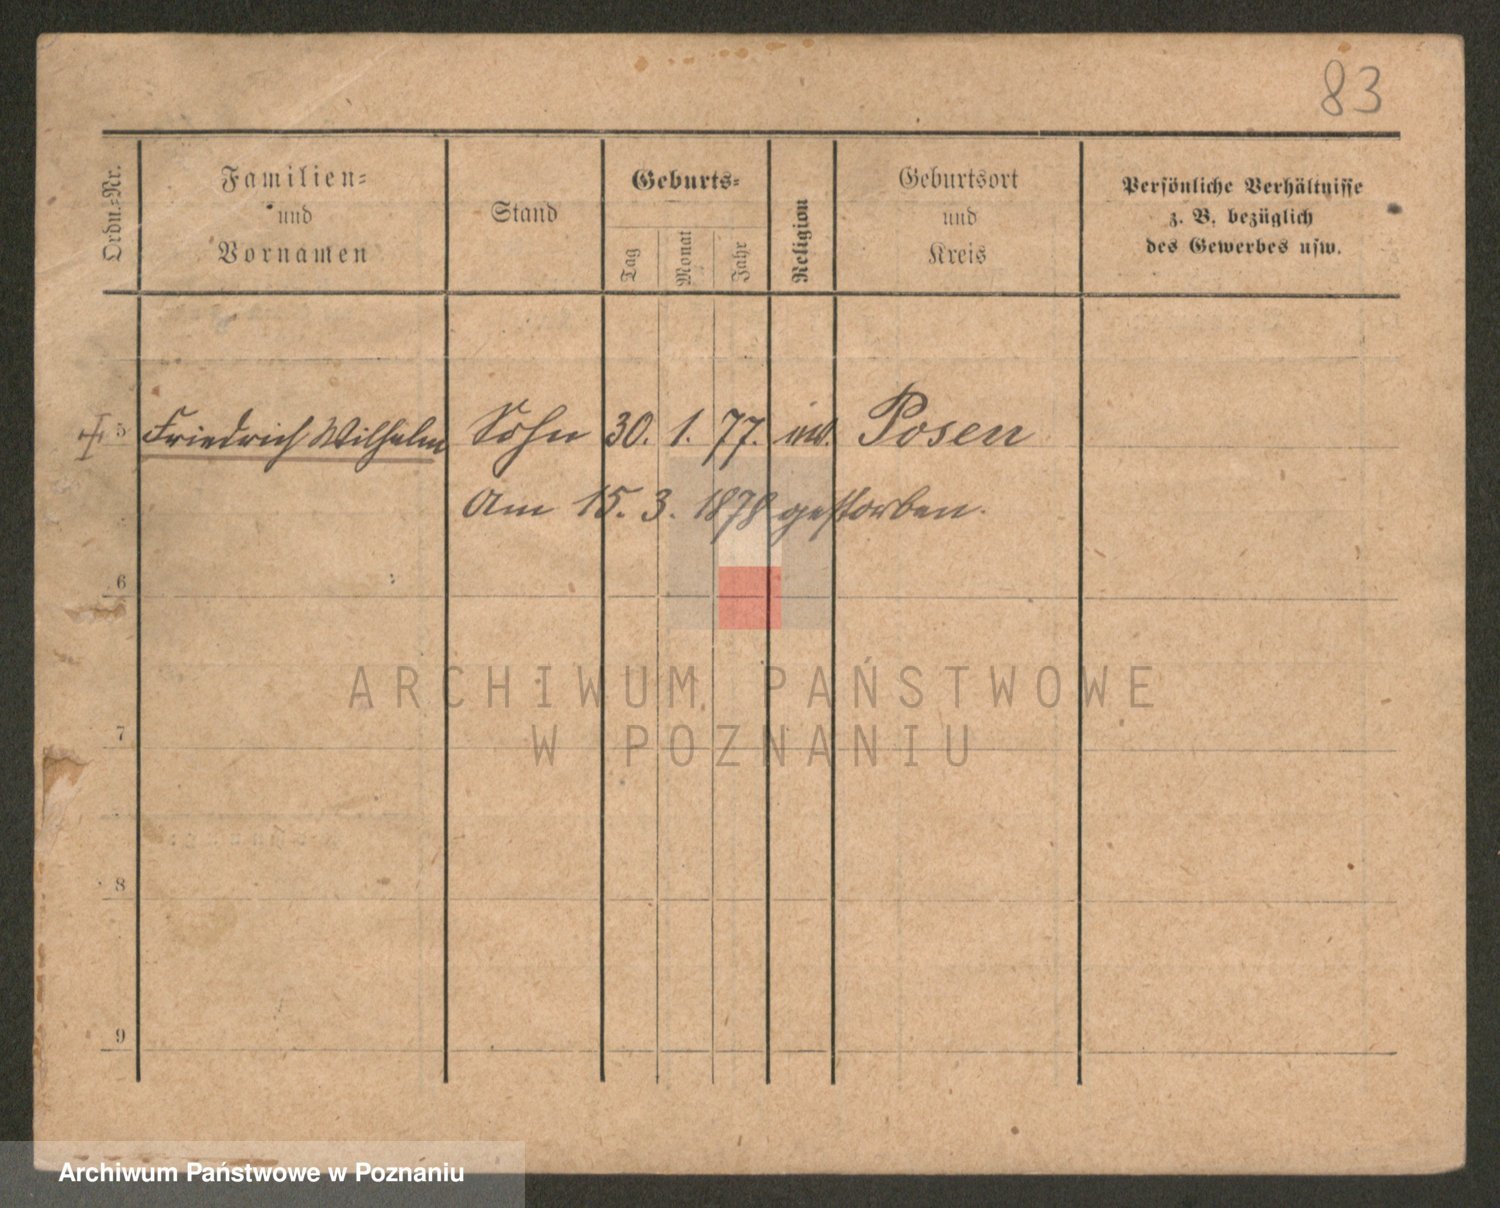 83
Ordn.-Nr.
Familien-
und
Vornamen
Stand
Geburts-
Tag
Monat
Jahr
Religion
Geburtsort
und
Kreis
Persönliche Verhältnisse
z. B. bezüglich
des Gewerbes usw.
5 Friedrich Wilhelm Sohn 30. 1. 77. Posen
Am 15. 3. 1878 gestorben.
6
ARCHIWUM PAŃSTWOWE
W POZNANIU
7
8
9
Archiwum Państwowe w Poznaniu